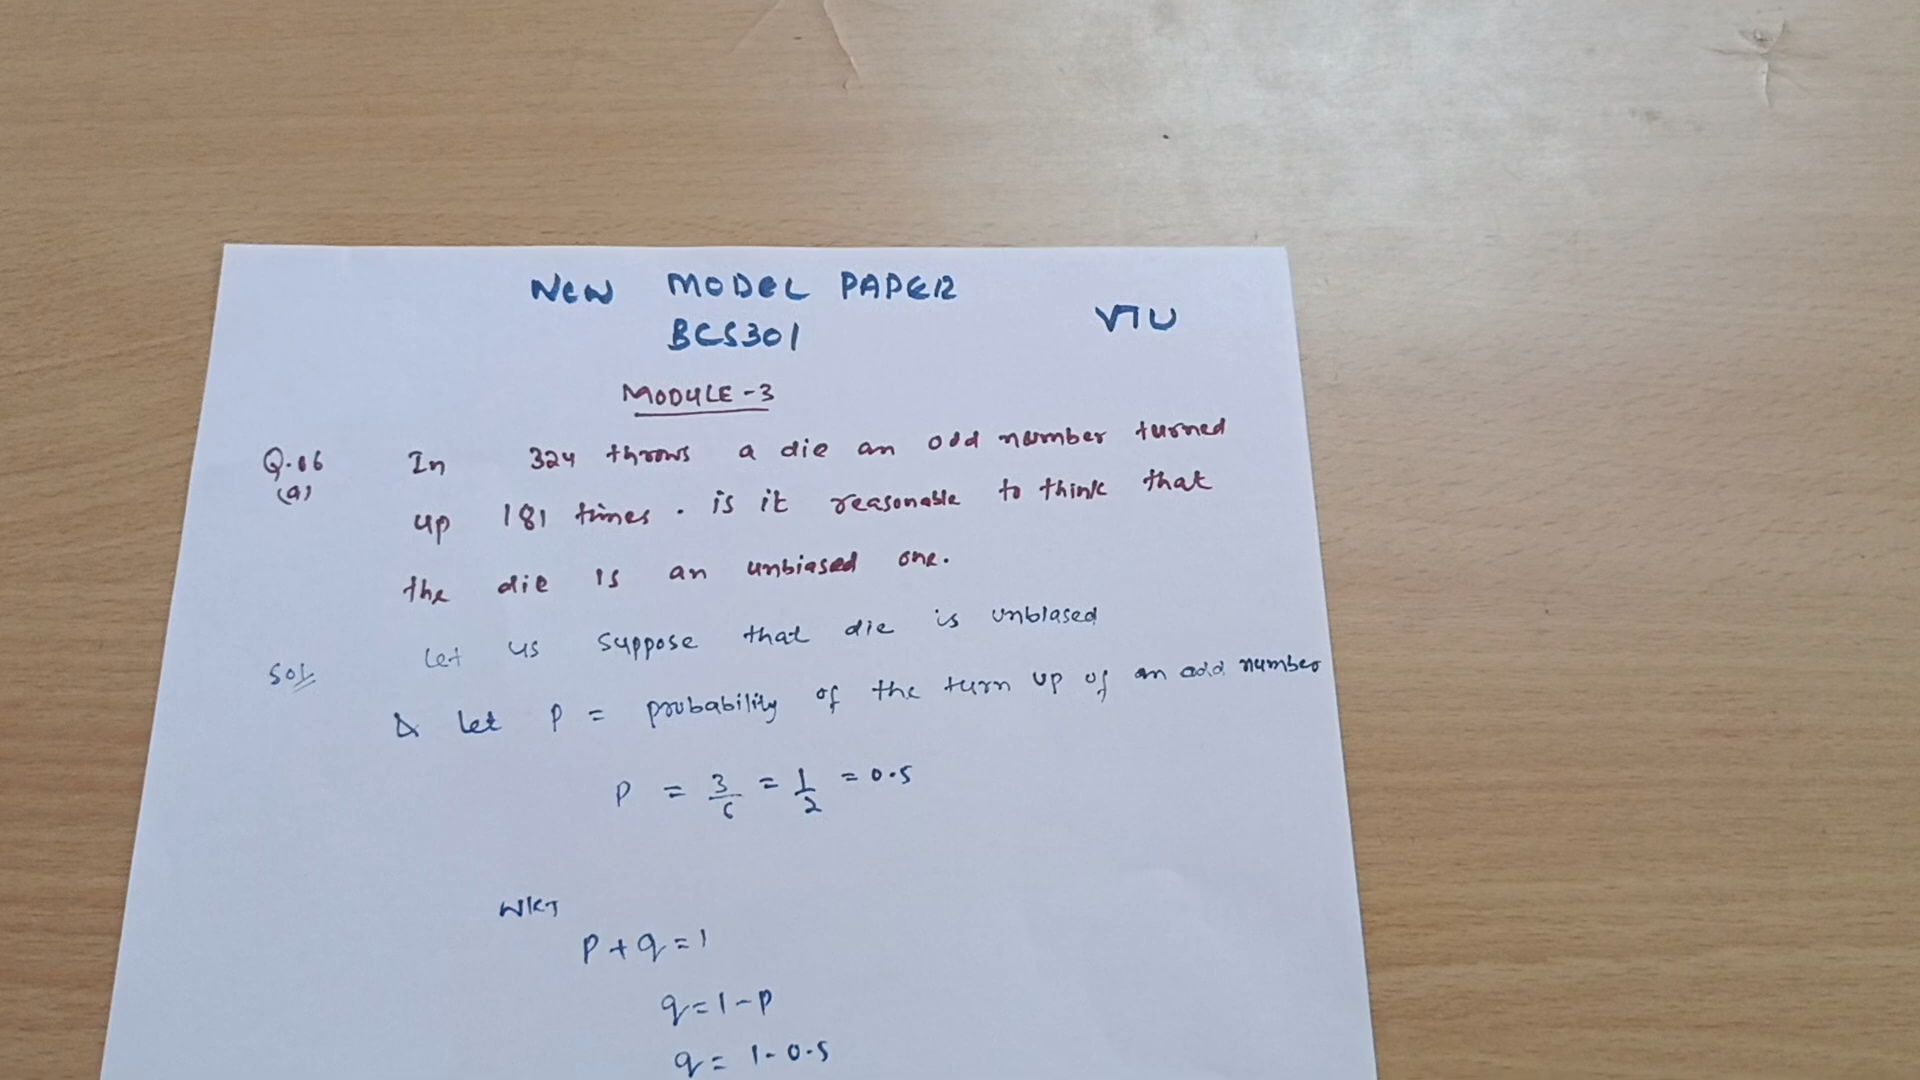 NEW MODEL PAPER
BCS301
VTU
MODULE-3
Q.06 In 324 throws a die an odd number turned
(a)
up 181 times. is it reasonable to think that
the die is an unbiased one.
Sol Let us suppose that die is unbiased
& let P = probability of the turn up of an odd number
P = 3/6 = 1/2 = 0.5
WKT
P+q=1
q=1-P
q= 1-0.5